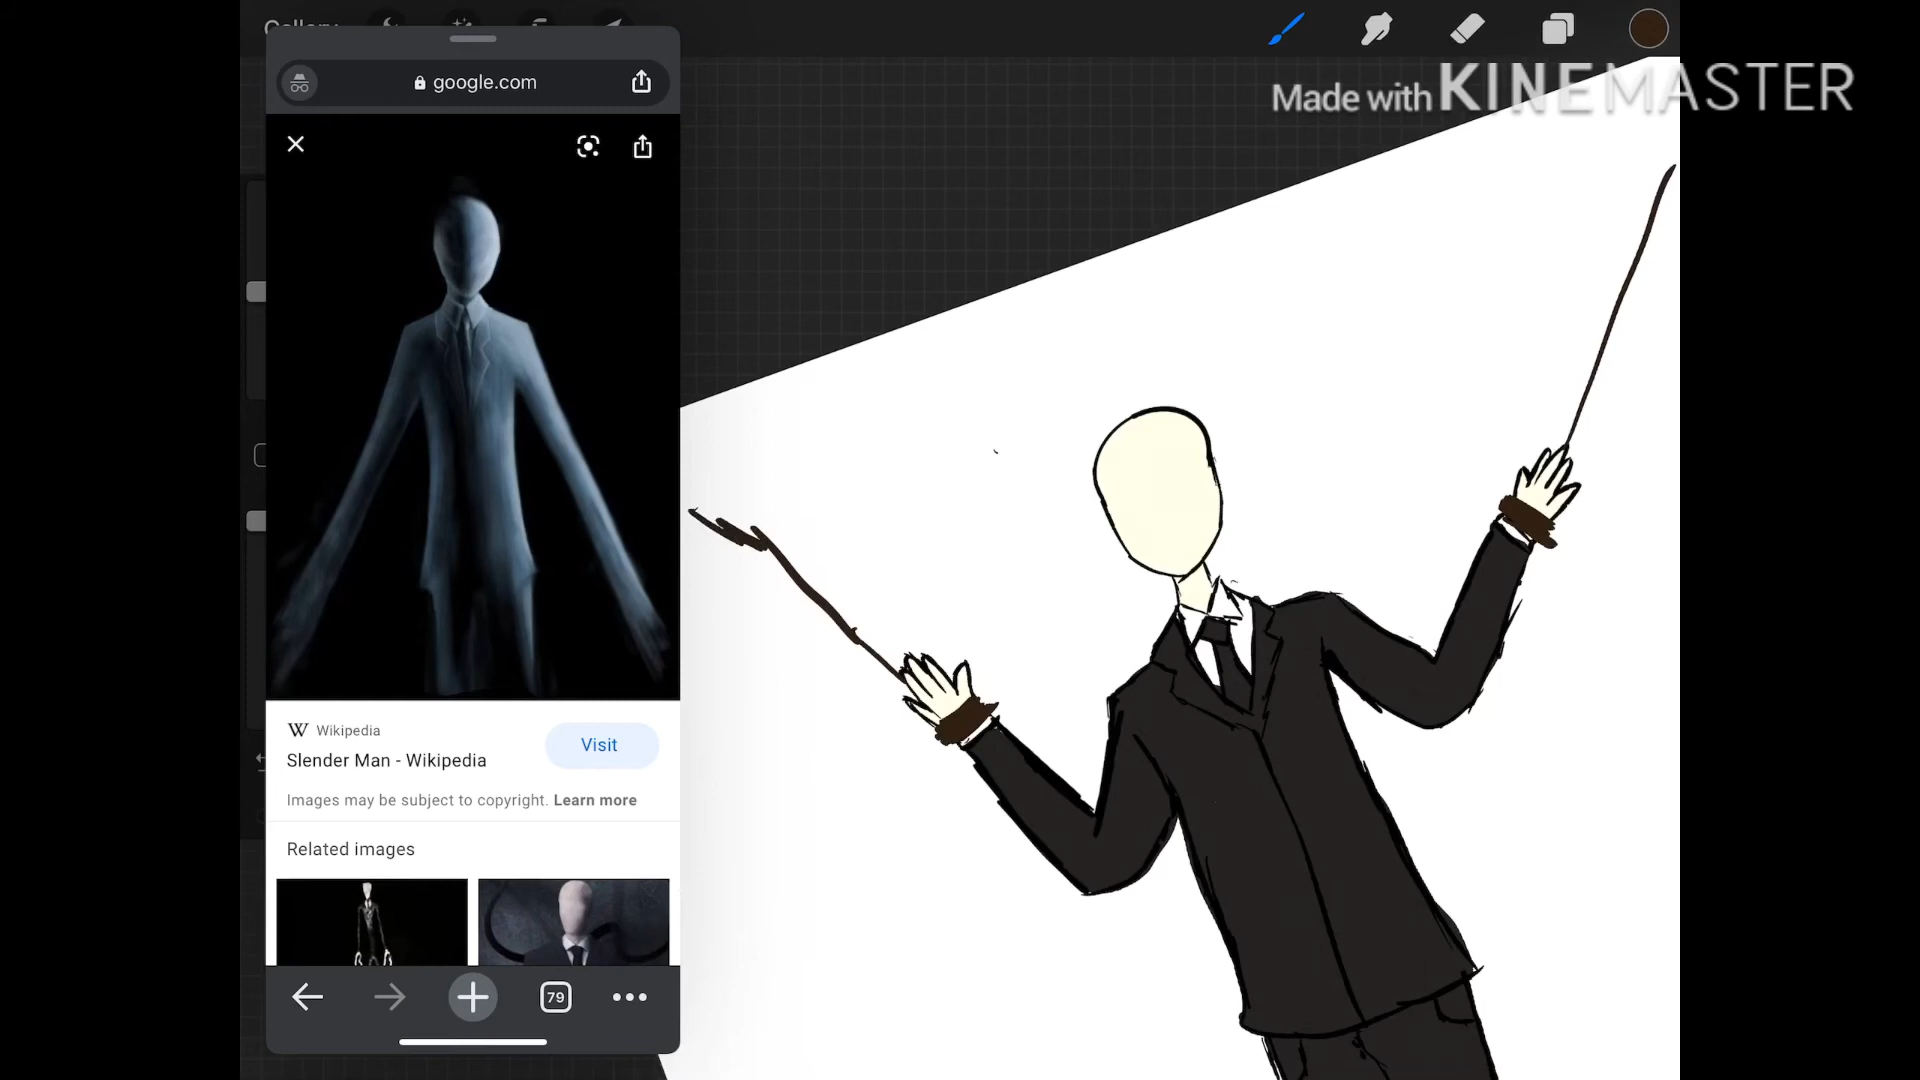 Gallery
google.com
Made with KINEMASTER
W Wikipedia
Visit
Slender Man - Wikipedia
Images may be subject to copyright. Learn more
Related images
79